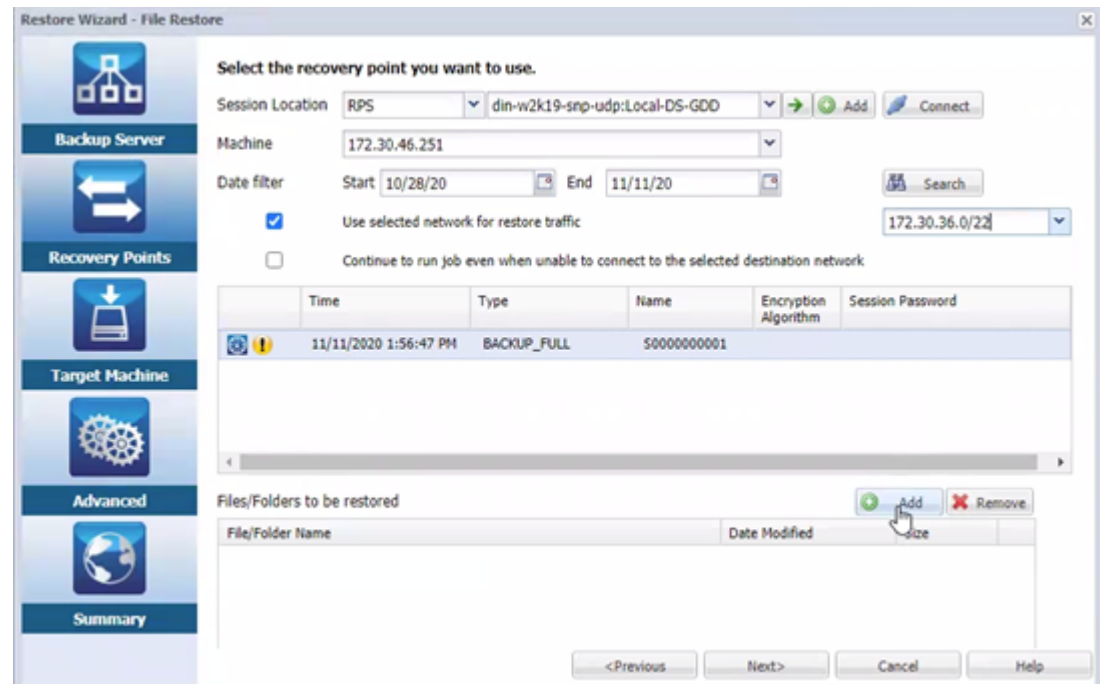 Restore Wizard - File Restore
Backup Server
Recovery Points
Target Machine
Advanced
Summary
Select the recovery point you want to use.
Session Location RPS din-w2k19-snp-udp:Local-DS-GDD Add Connect
Machine 172.30.46.251
Date filter Start 10/28/20 End 11/11/20 Search
Use selected network for restore traffic 172.30.36.0/22
Continue to run job even when unable to connect to the selected destination network
Time Type Name Encryption Algorithm Session Password
11/11/2020 1:56:47 PM BACKUP_FULL S0000000001
Files/Folders to be restored Add Remove
File/Folder Name Date Modified Size
<Previous Next> Cancel Help